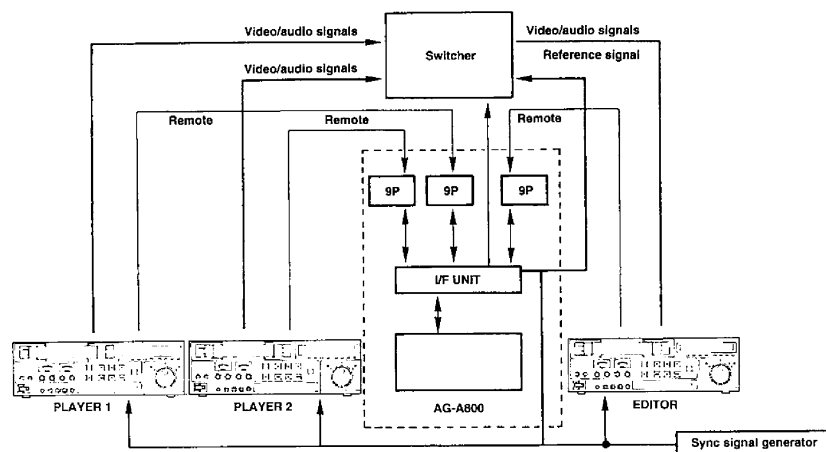 Video/audio signals
Video/audio signals
Switcher
Video/audio signals
Reference signal
Remote
Remote
Remote
9P
9P
9P
I/F UNIT
PLAYER 1
PLAYER 2
AG-A800
EDITOR
Sync signal generator